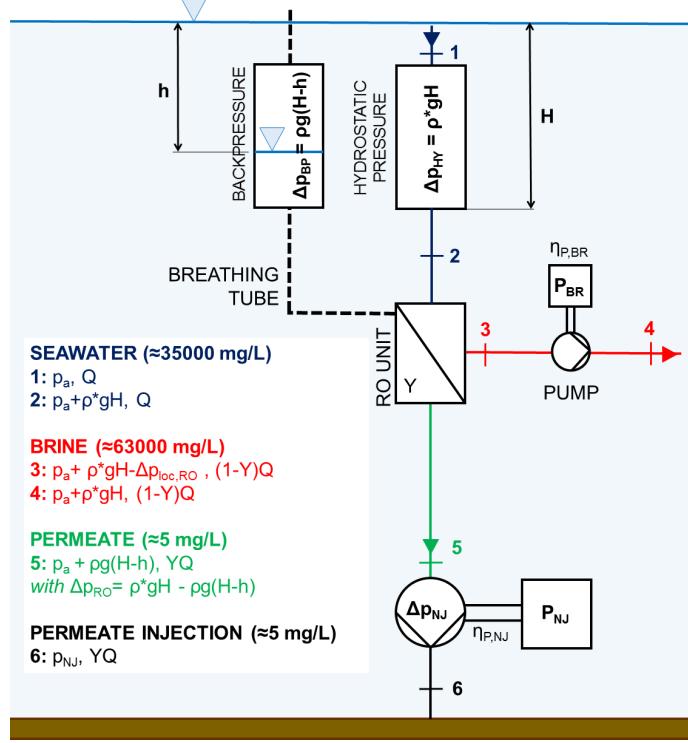 h
BACKPRESSURE
Δp_BP = ρg(H-h)
HYDROSTATIC
PRESSURE
Δp_HY = ρ*gH
1
H
2
BREATHING
TUBE
RO UNIT
Y
3
η_P,BR
P_BR
4
PUMP
SEAWATER (≈35000 mg/L)
1: p_a, Q
2: p_a+ρ*gH, Q
BRINE (≈63000 mg/L)
3: p_a+ ρ*gH-Δp_loc,RO , (1-Y)Q
4: p_a+ρ*gH, (1-Y)Q
PERMEATE (≈5 mg/L)
5: p_a + ρg(H-h), YQ
with Δp_RO= ρ*gH - ρg(H-h)
PERMEATE INJECTION (≈5 mg/L)
6: p_NJ, YQ
5
Δp_NJ
η_P,NJ
P_NJ
6